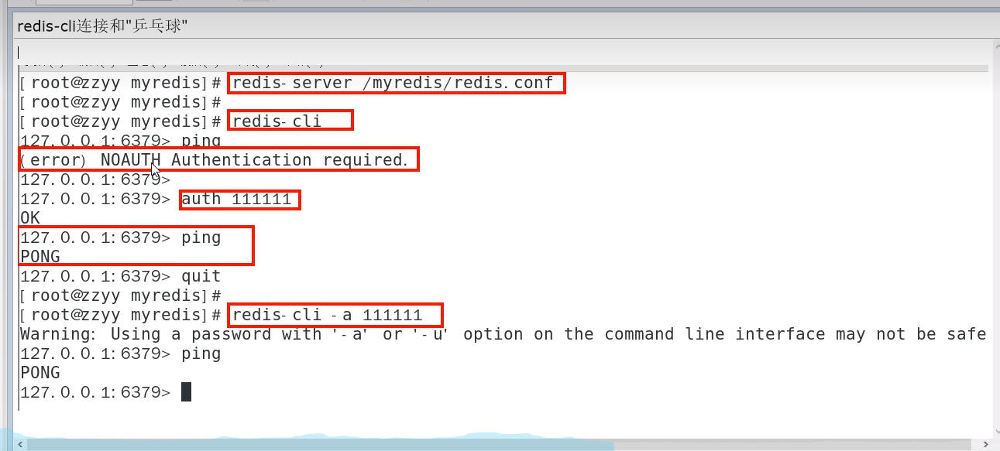 redis-cli连接和"乒乓球"
[root@zzyy myredis]# redis-server /myredis/redis.conf
[root@zzyy myredis]#
[root@zzyy myredis]# redis-cli
127.0.0.1:6379> ping
(error) NOAUTH Authentication required.
127.0.0.1:6379>
127.0.0.1:6379> auth 111111
OK
127.0.0.1:6379> ping
PONG
127.0.0.1:6379> quit
[root@zzyy myredis]#
[root@zzyy myredis]# redis-cli -a 111111
Warning: Using a password with '-a' or '-u' option on the command line interface may not be safe
127.0.0.1:6379> ping
PONG
127.0.0.1:6379>